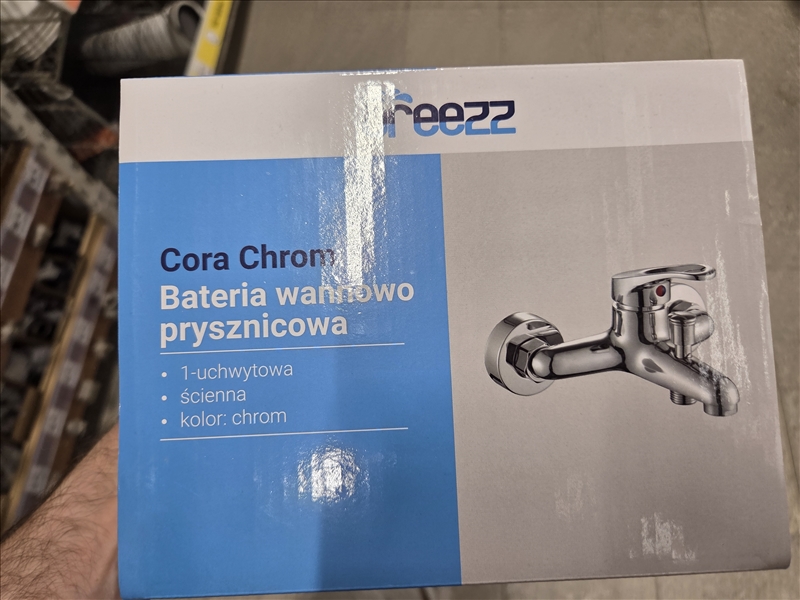 Cora Chrom
Bateria wannowo
prysznicowa
1-uchwytowa
ścienna
kolor: chrom